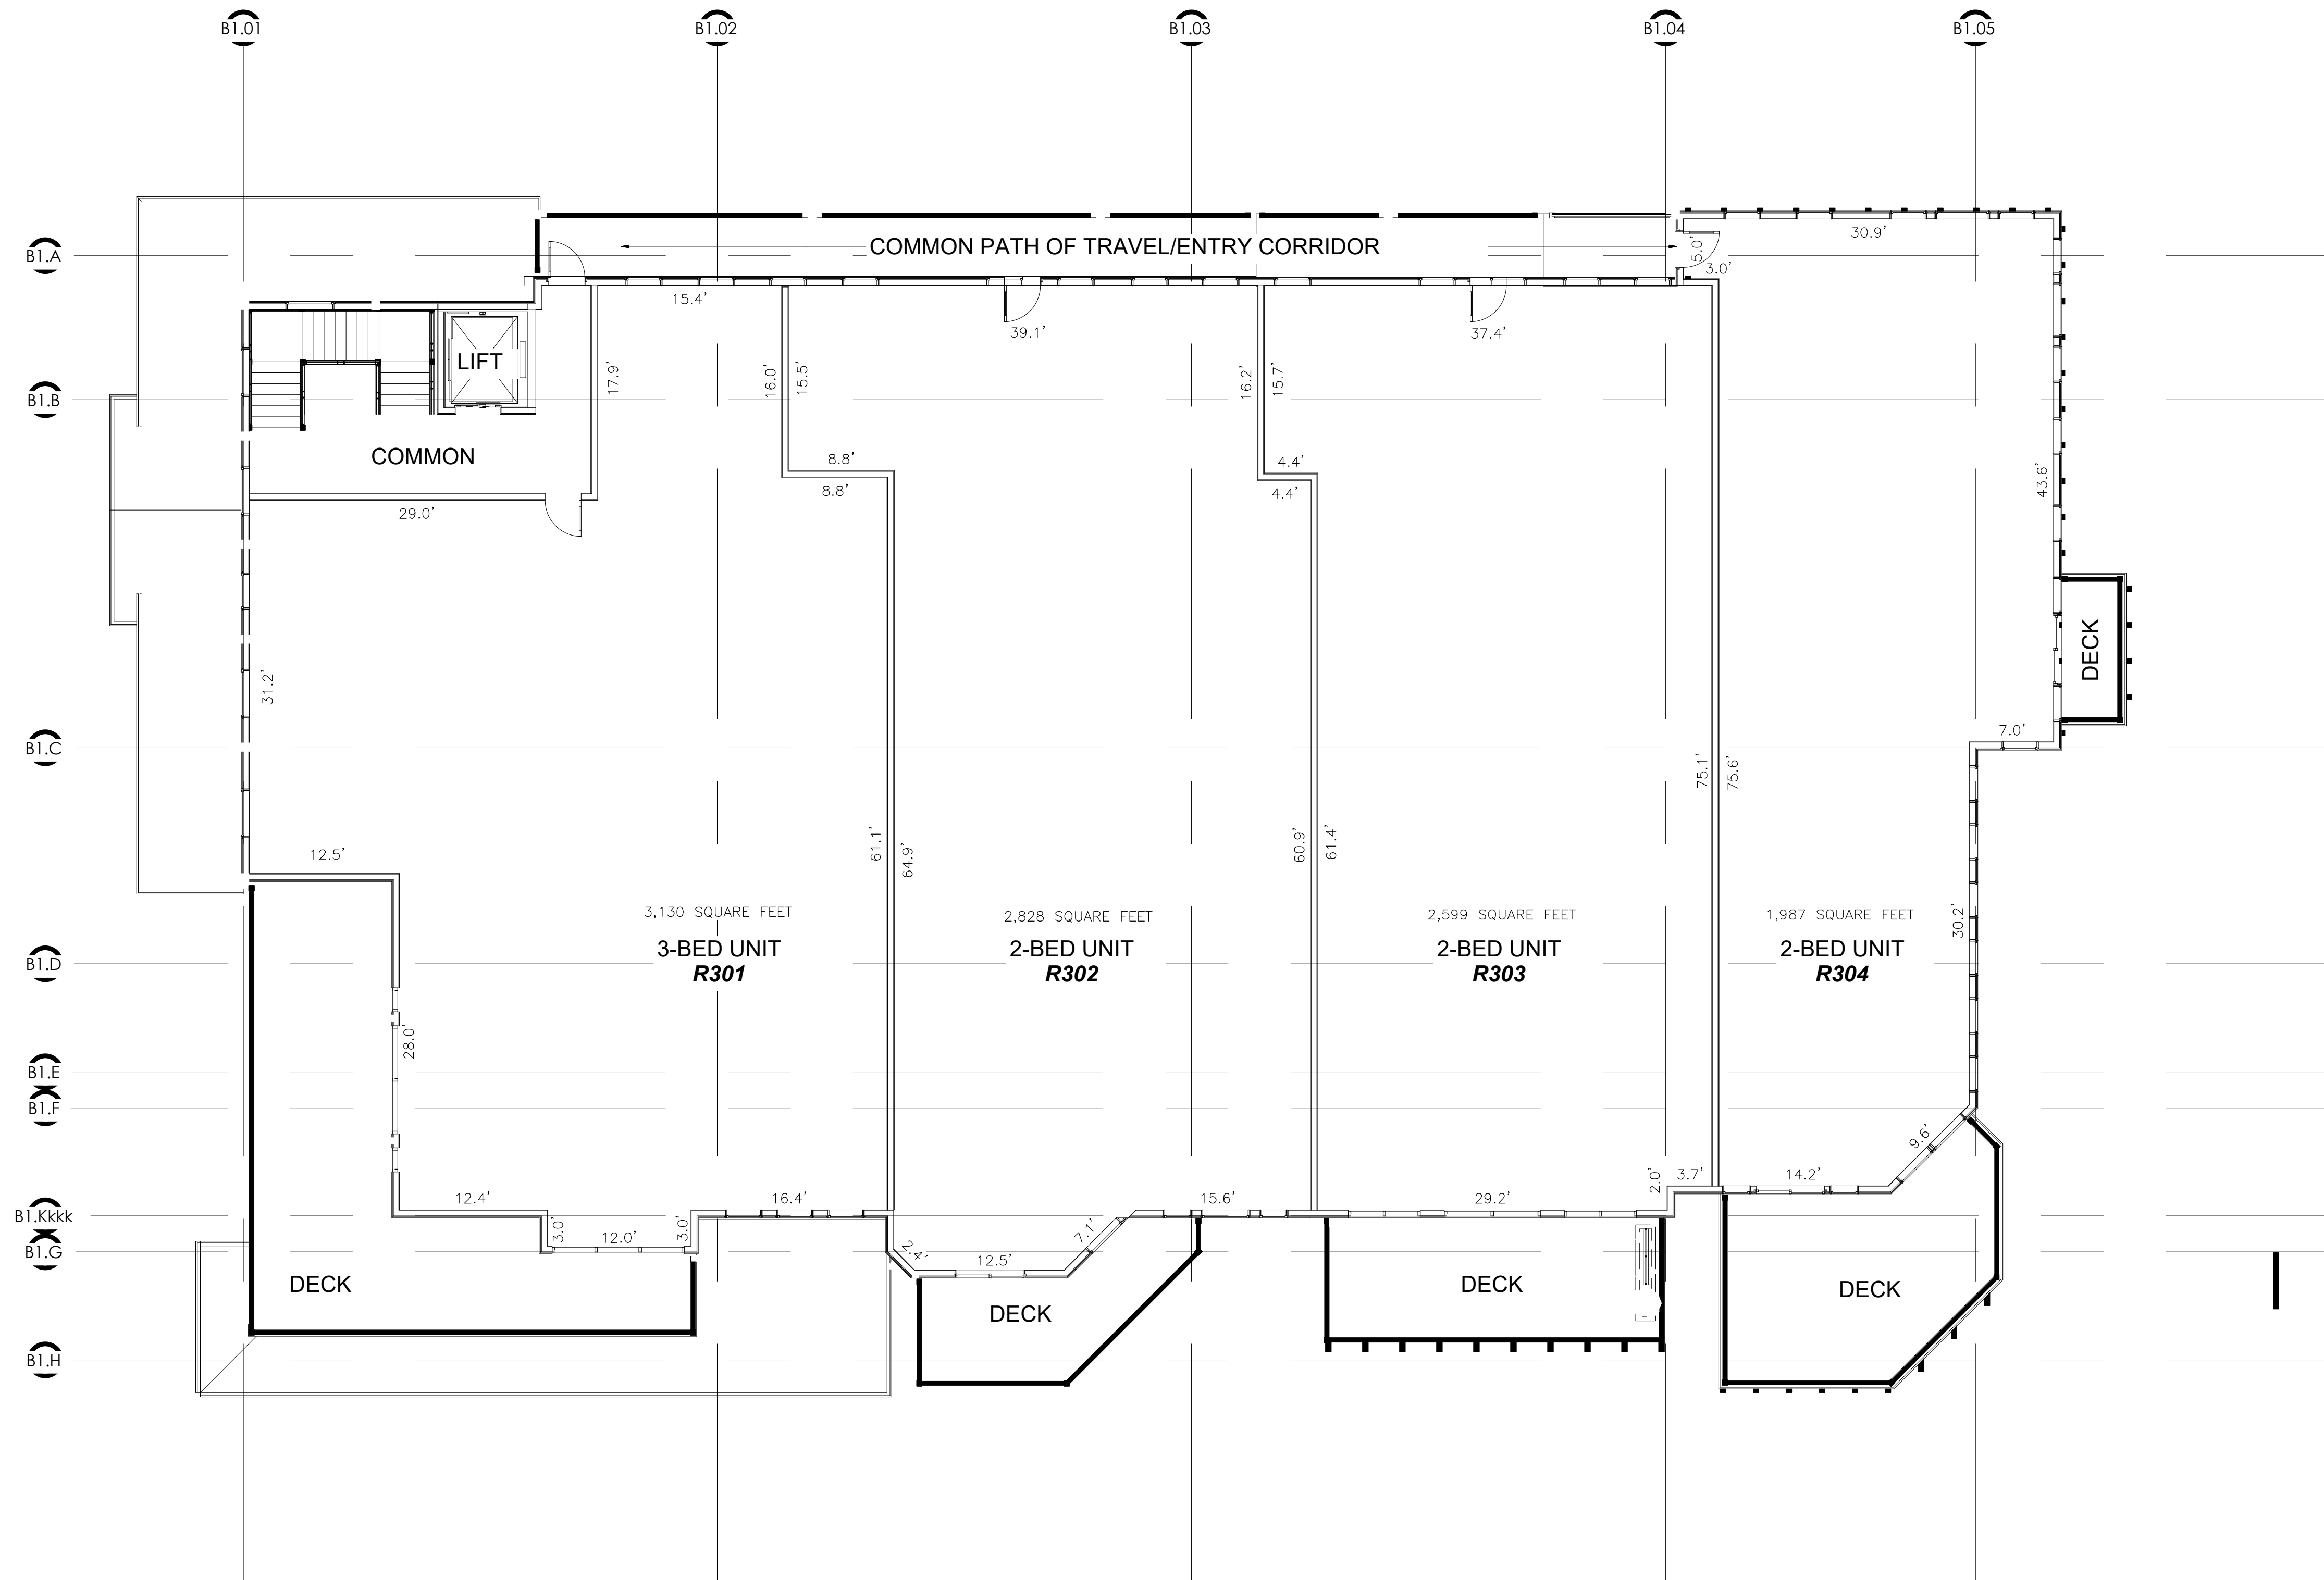 B1.01
B1.02
B1.03
B1.04
B1.05
B1.A
COMMON PATH OF TRAVEL/ENTRY CORRIDOR
30.9'
5.0'
3.0'
15.4'
39.1'
37.4'
LIFT
17.9'
16.0'
15.5'
16.2'
15.7'
B1.B
COMMON
8.8'
8.8'
4.4'
4.4'
29.0'
43.6'
DECK
31.2'
7.0'
B1.C
75.1'
75.6'
12.5'
61.1'
64.9'
60.9'
61.4'
3,130 SQUARE FEET
3-BED UNIT
R301
2,828 SQUARE FEET
2-BED UNIT
R302
2,599 SQUARE FEET
2-BED UNIT
R303
1,987 SQUARE FEET
2-BED UNIT
R304
30.2'
B1.D
28.0'
B1.E
B1.F
9.6'
2.0'
3.7'
14.2'
12.4'
16.4'
15.6'
29.2'
B1.Kkkk
3.0'
12.0'
3.0'
7.1'
2.4'
12.5'
B1.G
DECK
DECK
DECK
DECK
B1.H